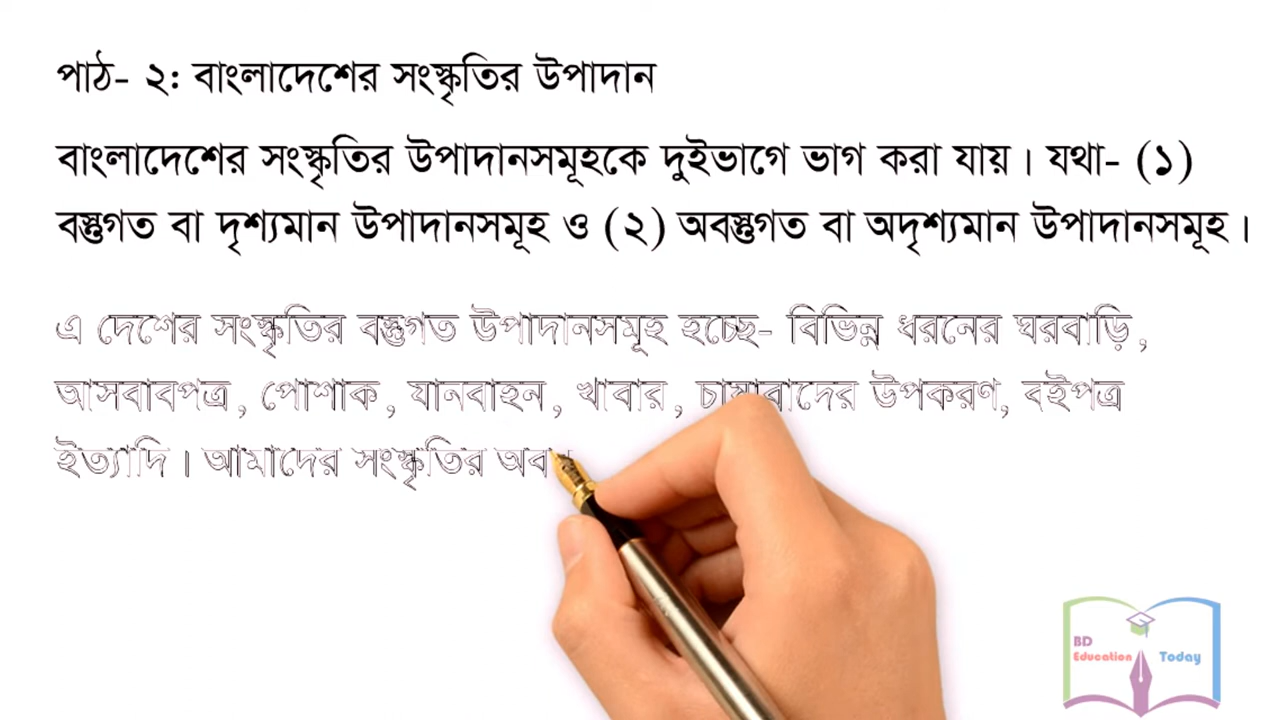 পাঠ- ২: বাংলাদেশের সংস্কৃতির উপাদান
বাংলাদেশের সংস্কৃতির উপাদানসমূহকে দুইভাগে ভাগ করা যায়। যথা- (১)
বস্তুগত বা দৃশ্যমান উপাদানসমূহ ও (২) অবস্তুগত বা অদৃশ্যমান উপাদানসমূহ।
এ দেশের সংস্কৃতির বস্তুগত উপাদানসমূহ হচ্ছে- বিভিন্ন ধরনের ঘরবাড়ি,
আসবাবপত্র, পোশাক, যানবাহন, খাবার, চাষাবাদের উপকরণ, বইপত্র
ইত্যাদি। আমাদের সংস্কৃতির
BD
Education Today